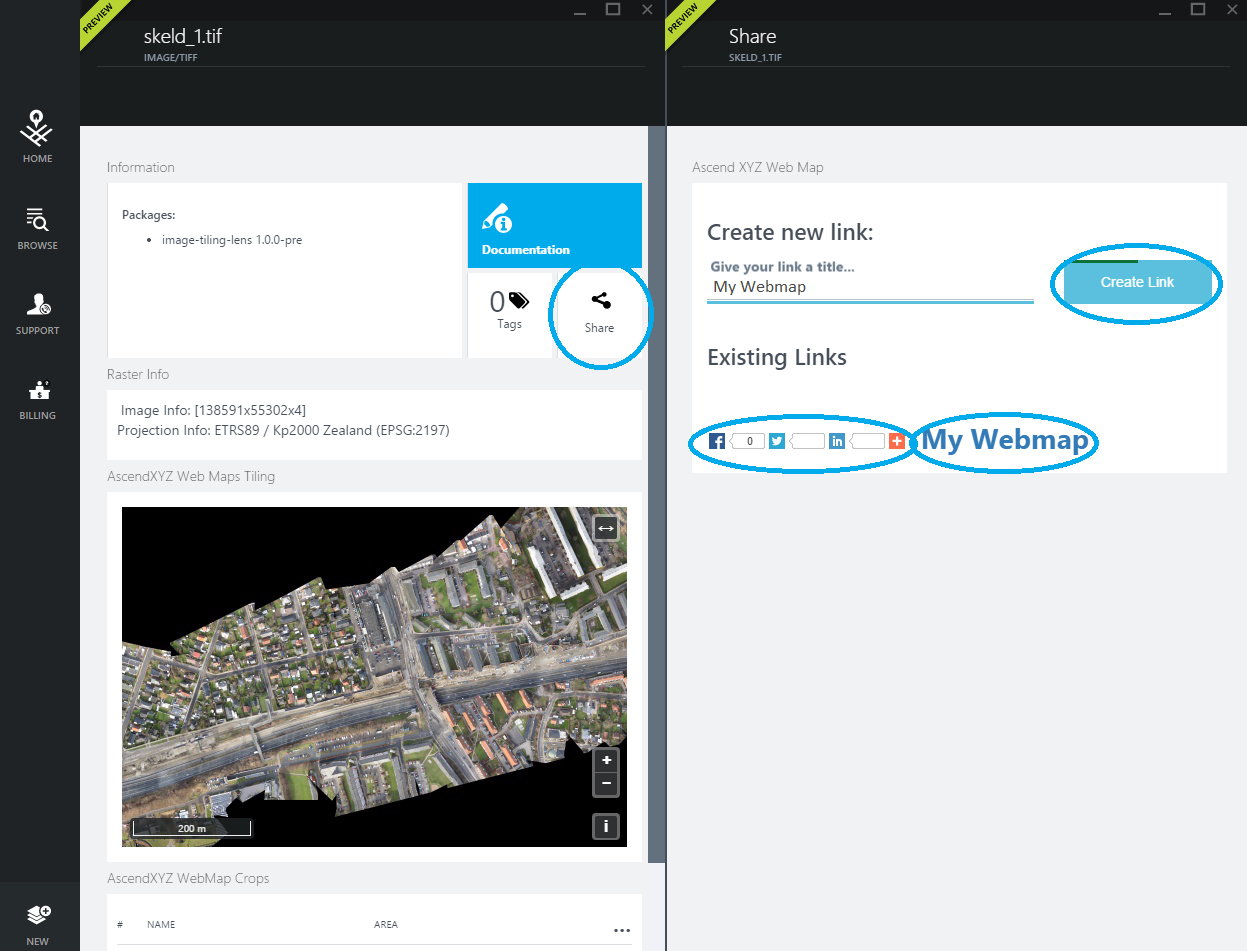 PREVIEW
skeld_1.tif
IMAGE/TIFF
HOME
BROWSE
SUPPORT
BILLING
NEW
Information
Packages:
image-tiling-lens 1.0.0-pre
Documentation
0
Tags
Share
Raster Info
Image Info: [138591x55302x4]
Projection Info: ETRS89 / Kp2000 Zealand (EPSG:2197)
AscendXYZ Web Maps Tiling
+
−
200 m
i
AscendXYZ WebMap Crops
# NAME AREA ...
PREVIEW
Share
SKELD_1.TIF
Ascend XYZ Web Map
Create new link:
Give your link a title...
My Webmap
Create Link
Existing Links
0
My Webmap